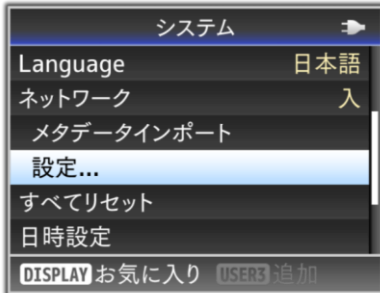 システム
Language 日本語
ネットワーク 入
メタデータインポート
設定...
すべてリセット
日時設定
DISPLAY お気に入り USER3 追加